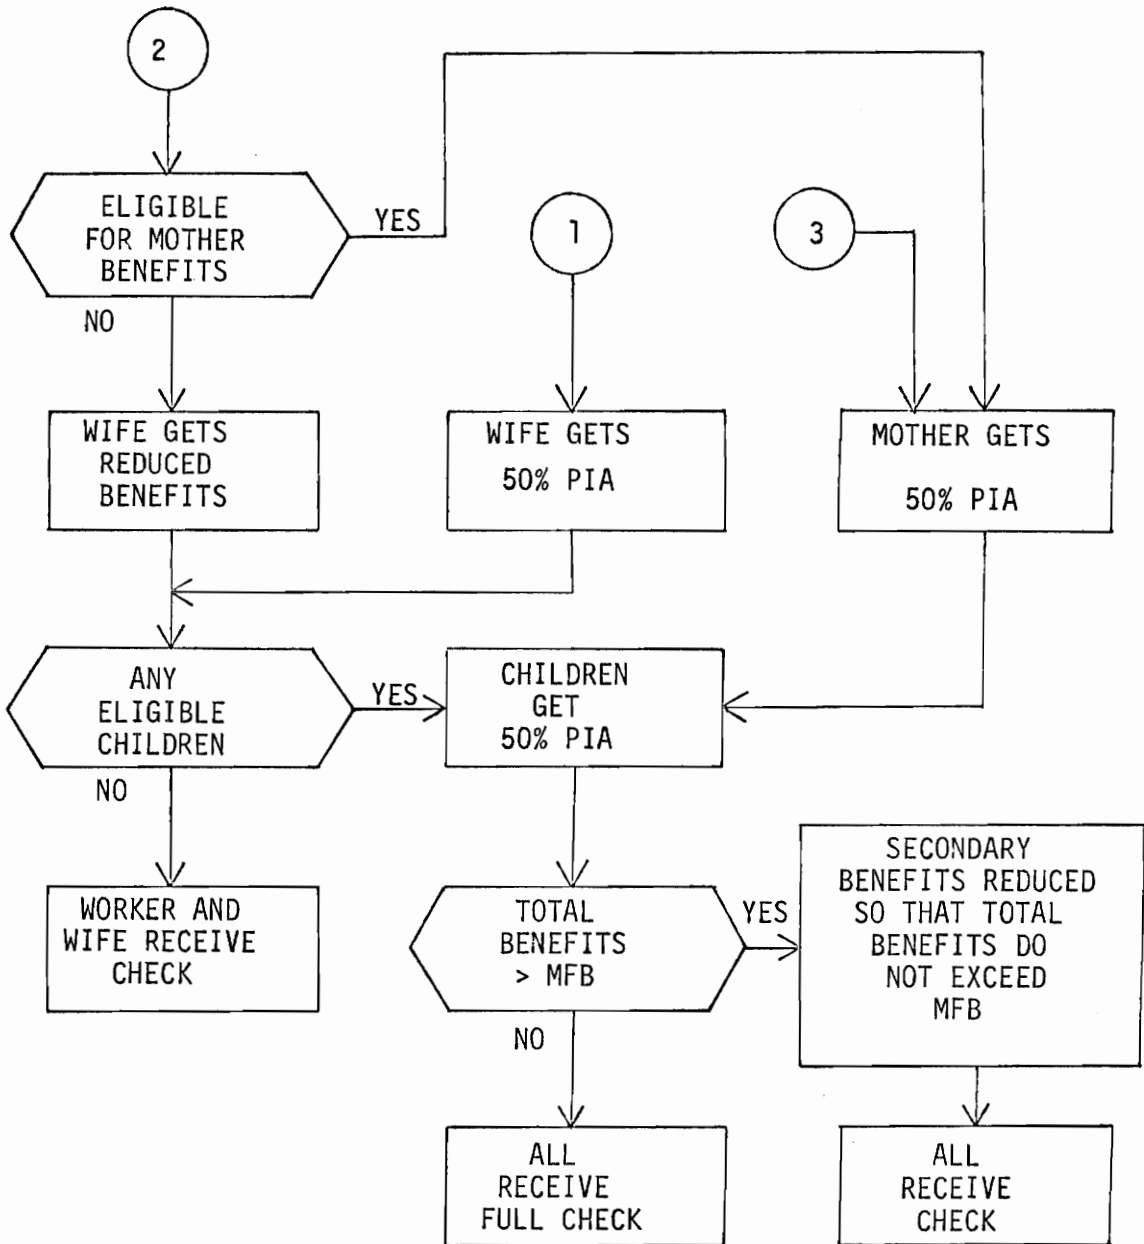 2
ELIGIBLE
FOR MOTHER
BENEFITS
YES
NO
1
3
WIFE GETS
REDUCED
BENEFITS
WIFE GETS
50% PIA
MOTHER GETS
50% PIA
ANY
ELIGIBLE
CHILDREN
YES
NO
CHILDREN
GET
50% PIA
WORKER AND
WIFE RECEIVE
CHECK
TOTAL
BENEFITS
> MFB
YES
NO
SECONDARY
BENEFITS REDUCED
SO THAT TOTAL
BENEFITS DO
NOT EXCEED
MFB
ALL
RECEIVE
FULL CHECK
ALL
RECEIVE
CHECK